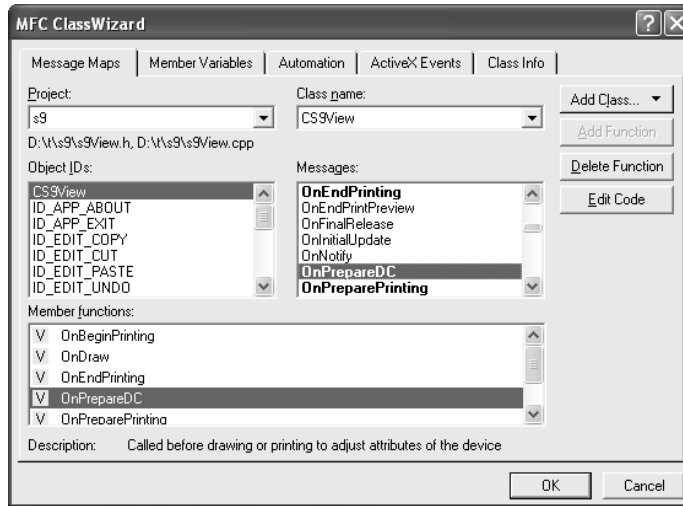 MFC ClassWizard
Message Maps Member Variables Automation ActiveX Events Class Info
Project:
s9
Class name:
CS9View
Add Class...
Add Function
Delete Function
Edit Code
D:\t\s9\s9View.h, D:\t\s9\s9View.cpp
Object IDs:
CS9View
ID_APP_ABOUT
ID_APP_EXIT
ID_EDIT_COPY
ID_EDIT_CUT
ID_EDIT_PASTE
ID_EDIT_UNDO
Messages:
OnEndPrinting
OnEndPrintPreview
OnFinalRelease
OnInitialUpdate
OnNotify
OnPrepareDC
OnPreparePrinting
Member functions:
V OnBeginPrinting
V OnDraw
V OnEndPrinting
V OnPrepareDC
V OnPreparePrinting
Description: Called before drawing or printing to adjust attributes of the device
OK Cancel